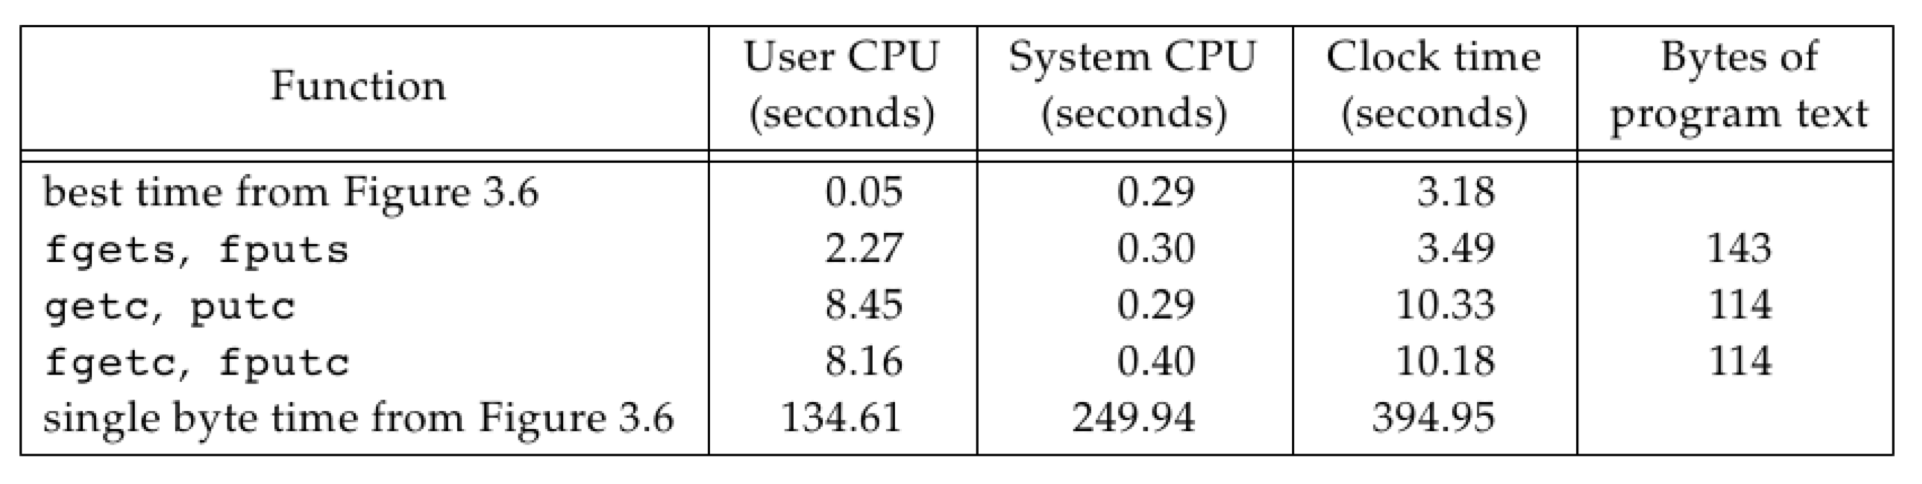 Function User CPU (seconds) System CPU (seconds) Clock time (seconds) Bytes of program text
best time from Figure 3.6 0.05 0.29 3.18
fgets, fputs 2.27 0.30 3.49 143
getc, putc 8.45 0.29 10.33 114
fgetc, fputc 8.16 0.40 10.18 114
single byte time from Figure 3.6 134.61 249.94 394.95